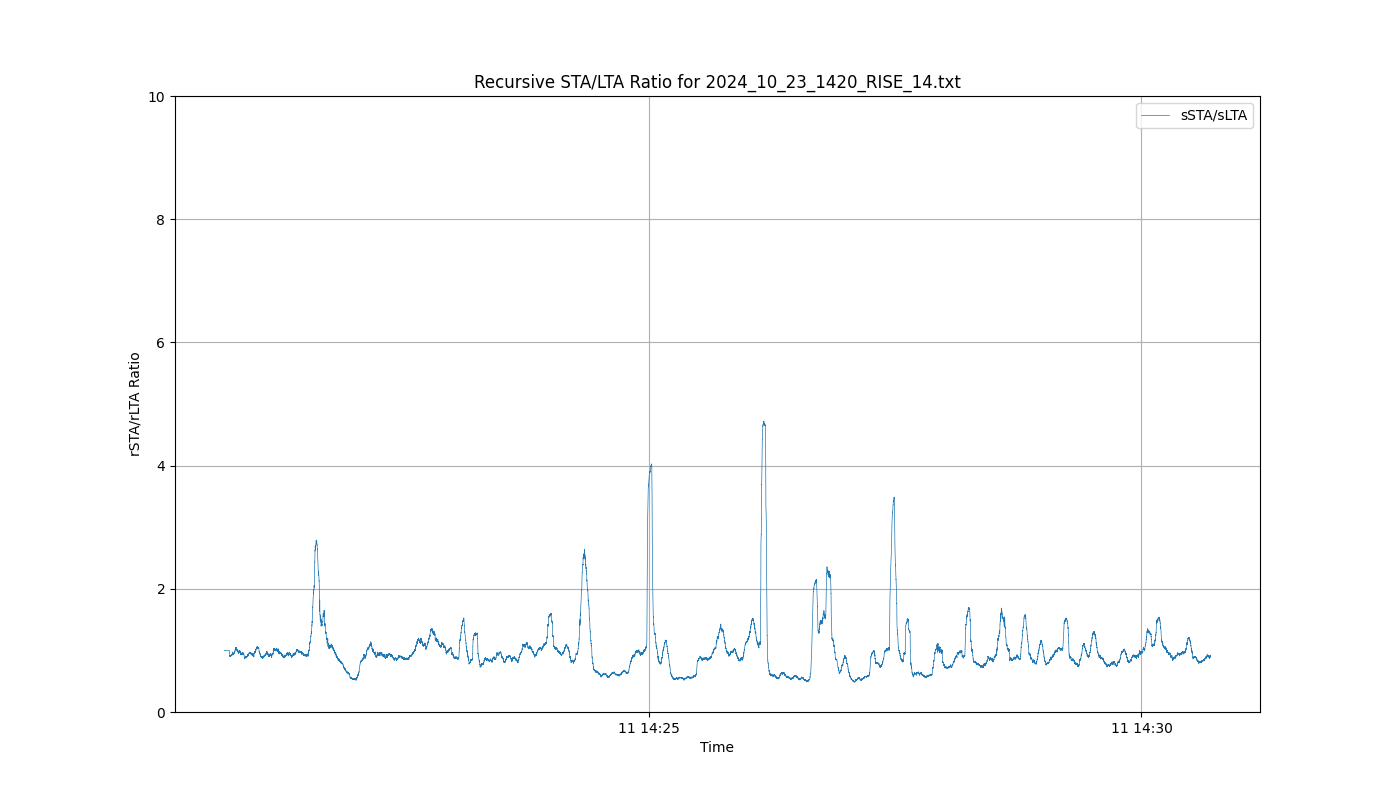 Recursive STA/LTA Ratio for 2024_10_23_1420_RISE_14.txt
sSTA/sLTA
10
8
6
4
2
0
rSTA/rLTA Ratio
11 14:25
11 14:30
Time